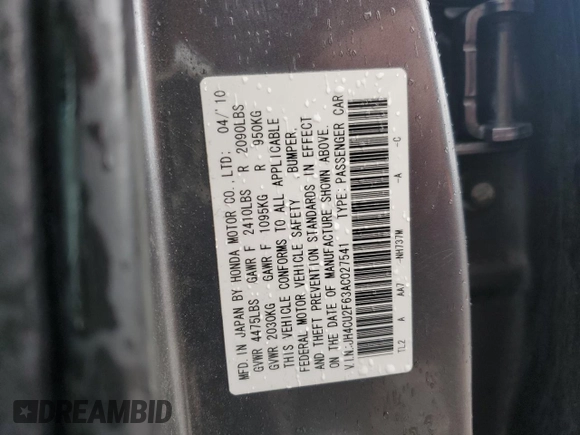 MFD. IN JAPAN BY HONDA MOTOR CO., LTD: 04/'10
GVWR 4475LBS GAWR F 2410LBS R 2090LBS
GVWR 2030KG GAWR F 1095KG R 950KG
THIS VEHICLE CONFORMS TO ALL APPLICABLE
FEDERAL MOTOR VEHICLE SAFETY BUMPER,
AND THEFT PREVENTION STANDARDS IN EFFECT
ON THE DATE OF MANUFACTURE SHOWN ABOVE.
V.I.N:JH4CU2F63AC027541 TYPE: PASSENGER CAR
TL2 A AA7 -NH737M -A -C
DREAMBID